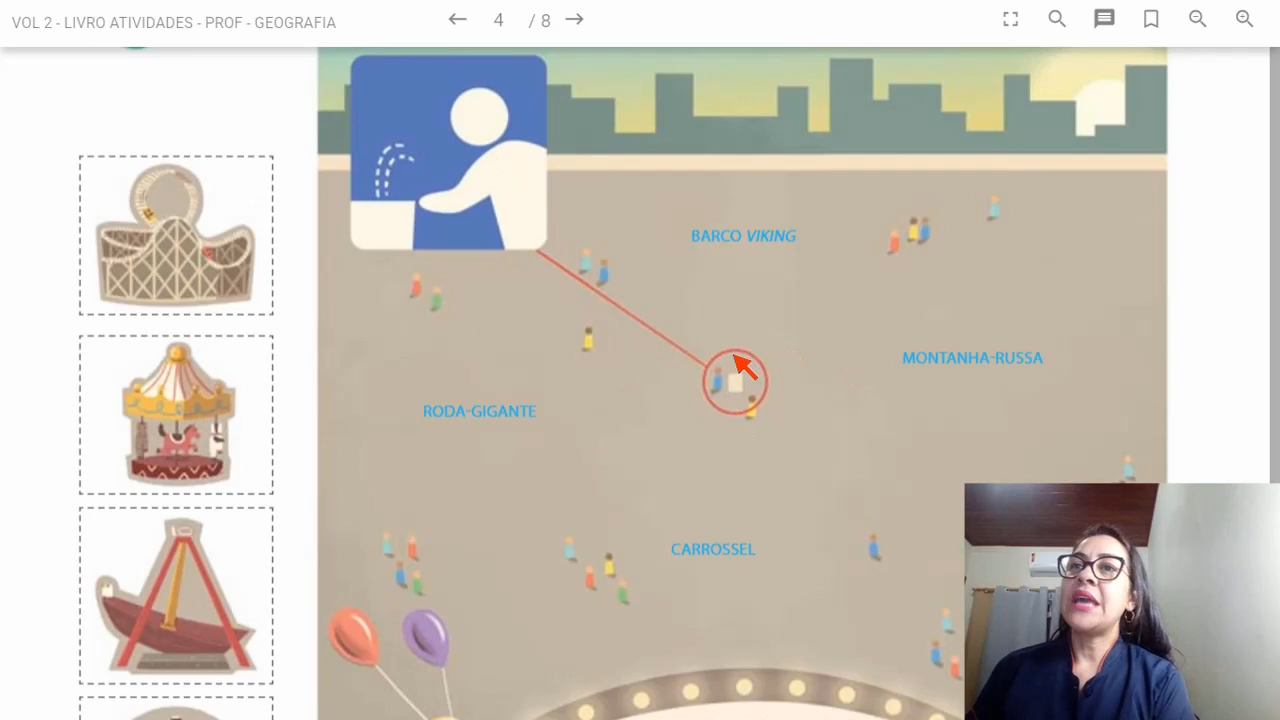 VOL 2 - LIVRO ATIVIDADES - PROF - GEOGRAFIA
4 / 8
BARCO VIKING
MONTANHA-RUSSA
RODA-GIGANTE
CARROSSEL